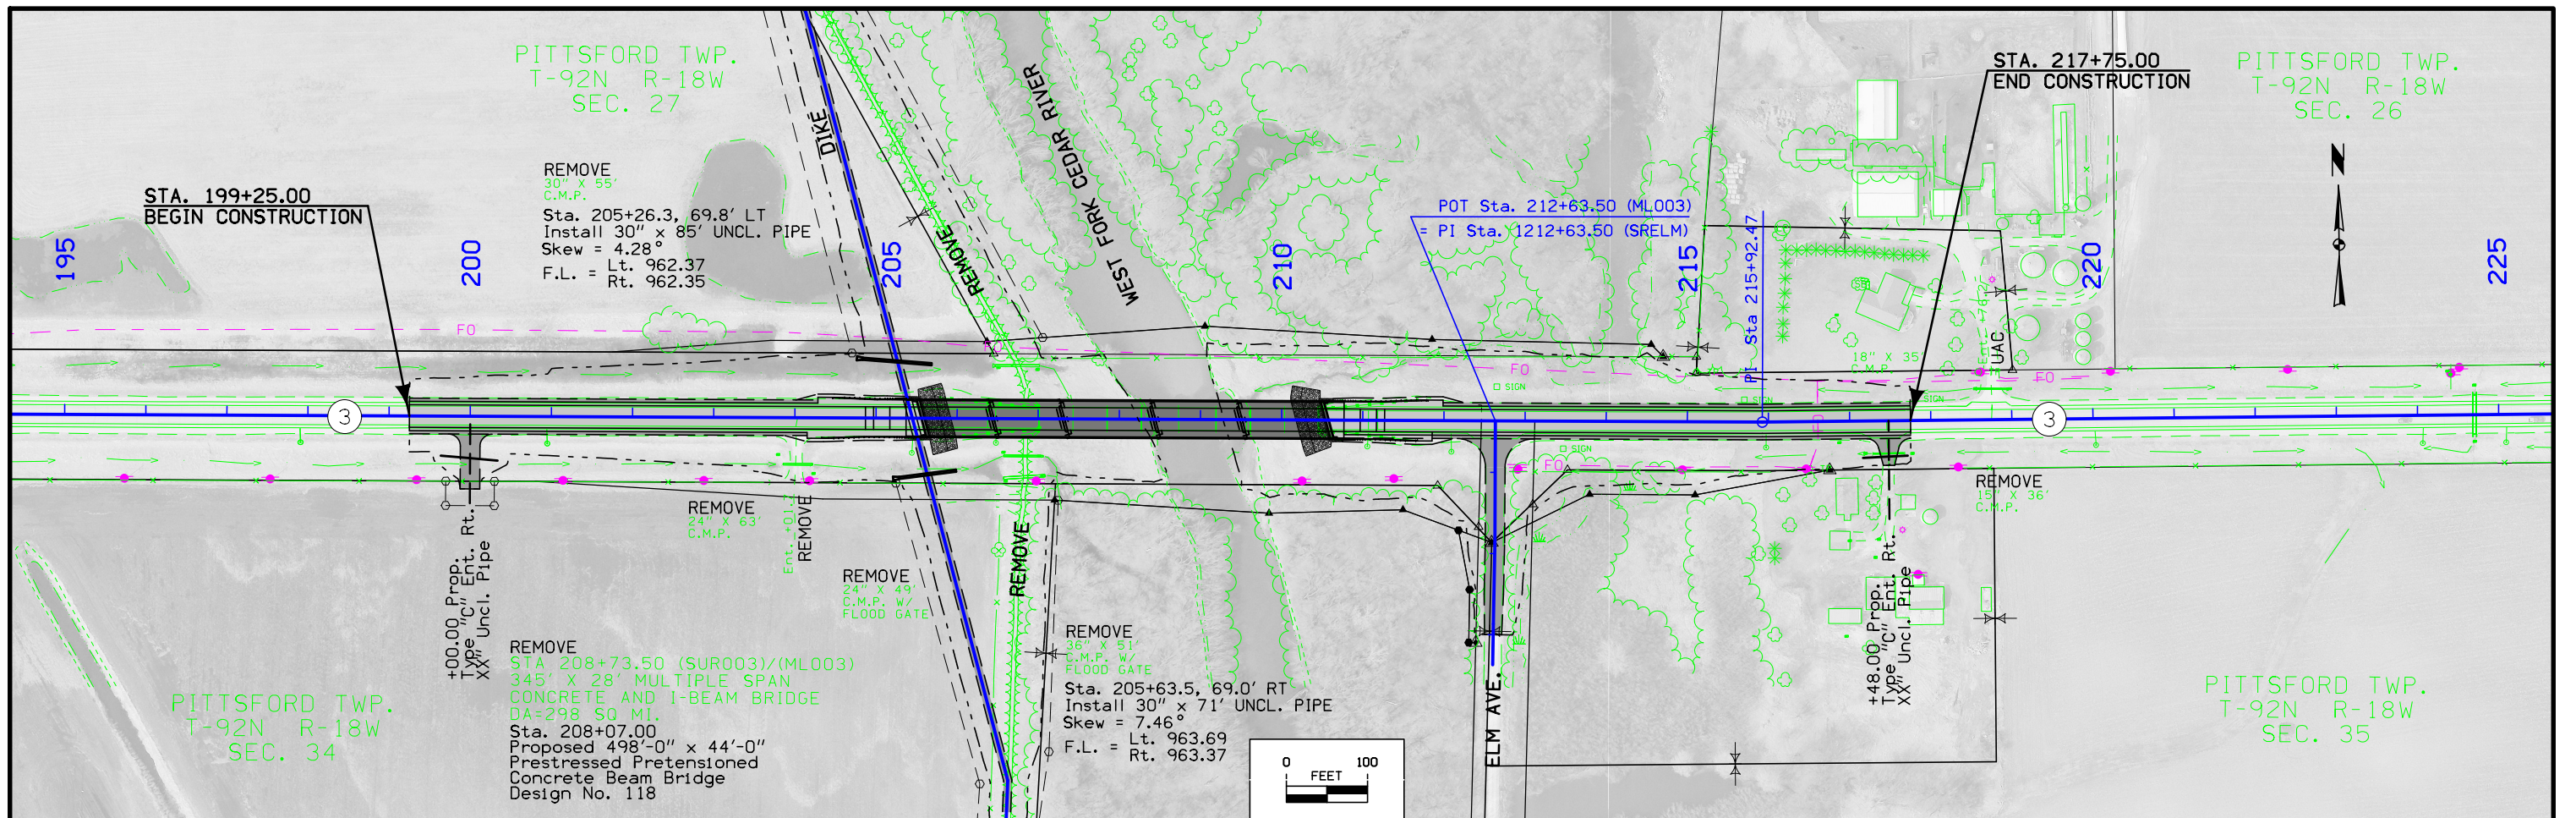 PITTSFORD TWP.
T-92N R-18W
SEC. 27
STA. 199+25.00
BEGIN CONSTRUCTION
REMOVE
30" X 55'
C.M.P.
Sta. 205+26.3, 69.8' LT
Install 30" x 85' UNCL. PIPE
Skew = 4.28°
F.L. = Lt. 962.37
Rt. 962.35
DIKE
REMOVE
WEST FORK CEDAR RIVER
POT Sta. 212+63.50 (ML003)
= PI Sta. 1212+63.50 (SRELM)
PI Sta 215+92.47
STA. 217+75.00
END CONSTRUCTION
PITTSFORD TWP.
T-92N R-18W
SEC. 26
N
195
200
205
210
215
220
225
FO
FO
FO
FO
FO
18" X 35'
C.M.P.
UAC
SIGN
SIGN
SIGN
SIGN
3
3
REMOVE
24" X 63'
C.M.P.
REMOVE
REMOVE
24" X 49'
C.M.P. W/
FLOOD GATE
REMOVE
REMOVE
36" X 51'
C.M.P. W/
FLOOD GATE
Sta. 205+63.5, 69.0' RT
Install 30" x 71' UNCL. PIPE
Skew = 7.46°
F.L. = Lt. 963.69
Rt. 963.37
+00.00 Prop.
Type "C" Ent. Rt.
XX" Uncl. Pipe
REMOVE
STA 208+73.50 (SUR003)/(ML003)
345' X 28' MULTIPLE SPAN
CONCRETE AND I-BEAM BRIDGE
DA=298 SQ MI.
Sta. 208+07.00
Proposed 498'-0" x 44'-0"
Prestressed Pretensioned
Concrete Beam Bridge
Design No. 118
PITTSFORD TWP.
T-92N R-18W
SEC. 34
0 100
FEET
ELM AVE.
REMOVE
15" X 36'
C.M.P.
+48.00 Prop.
Type "C" Ent. Rt.
XX" Uncl. Pipe
PITTSFORD TWP.
T-92N R-18W
SEC. 35